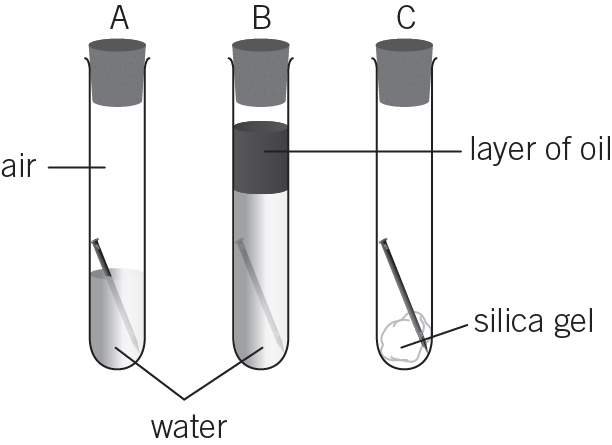 A
B
C
air
layer of oil
silica gel
water